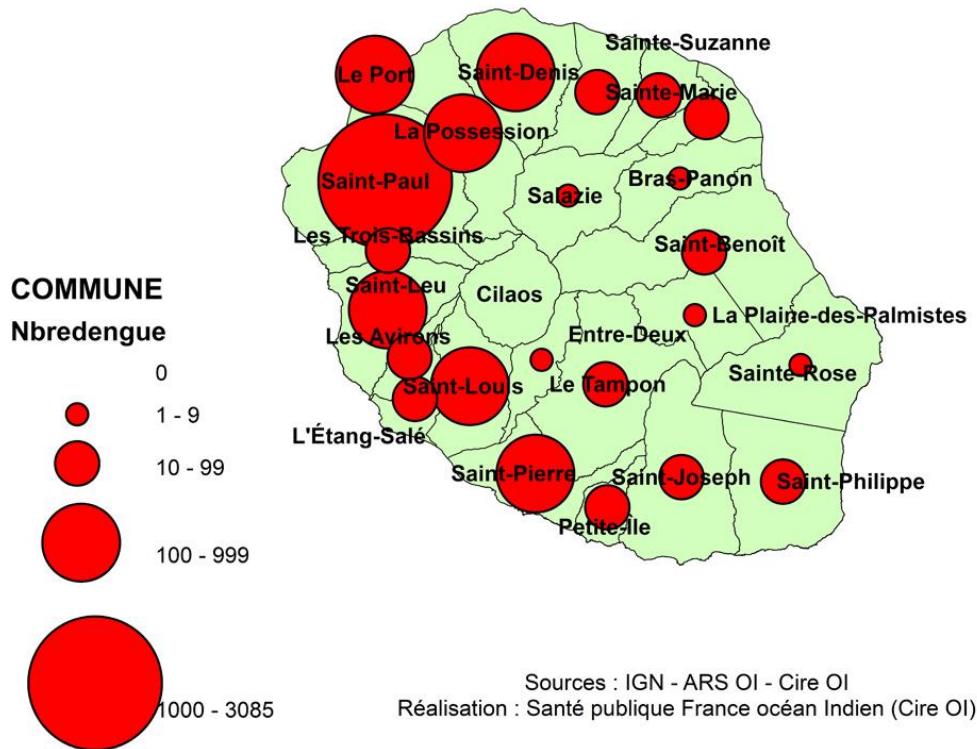 Sainte-Suzanne
Le Port
Saint-Denis
Sainte-Marie
La Possession
Saint-Paul
Salazie
Bras-Panon
Les Trois-Bassins
Saint-Benoît
Saint-Leu
Cilaos
La Plaine-des-Palmistes
Les Avirons
Entre-Deux
Saint-Louis
Le Tampon
Sainte-Rose
L'Étang-Salé
Saint-Pierre
Saint-Joseph
Saint-Philippe
Petite-Île
COMMUNE
Nbredengue
0
1 - 9
10 - 99
100 - 999
1000 - 3085
Sources : IGN - ARS OI - Cire OI
Réalisation : Santé publique France océan Indien (Cire OI)